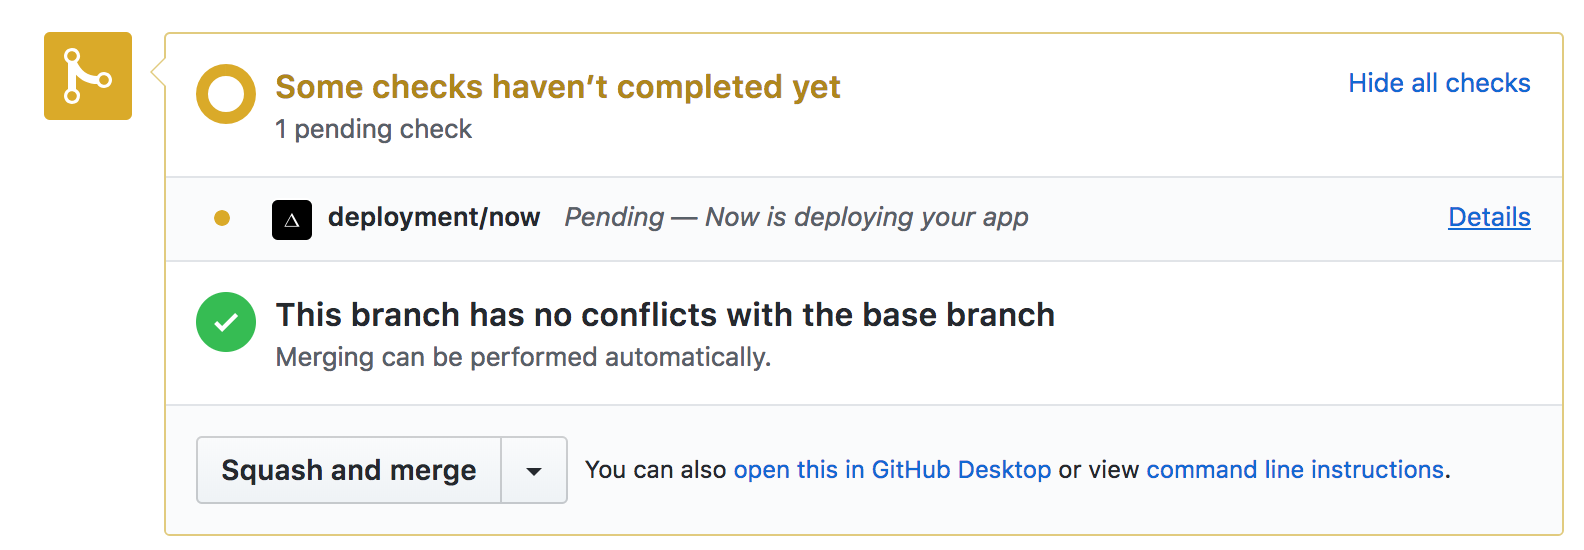 Some checks haven’t completed yet
Hide all checks
1 pending check
deployment/now Pending — Now is deploying your app
Details
This branch has no conflicts with the base branch
Merging can be performed automatically.
Squash and merge
You can also open this in GitHub Desktop or view command line instructions.